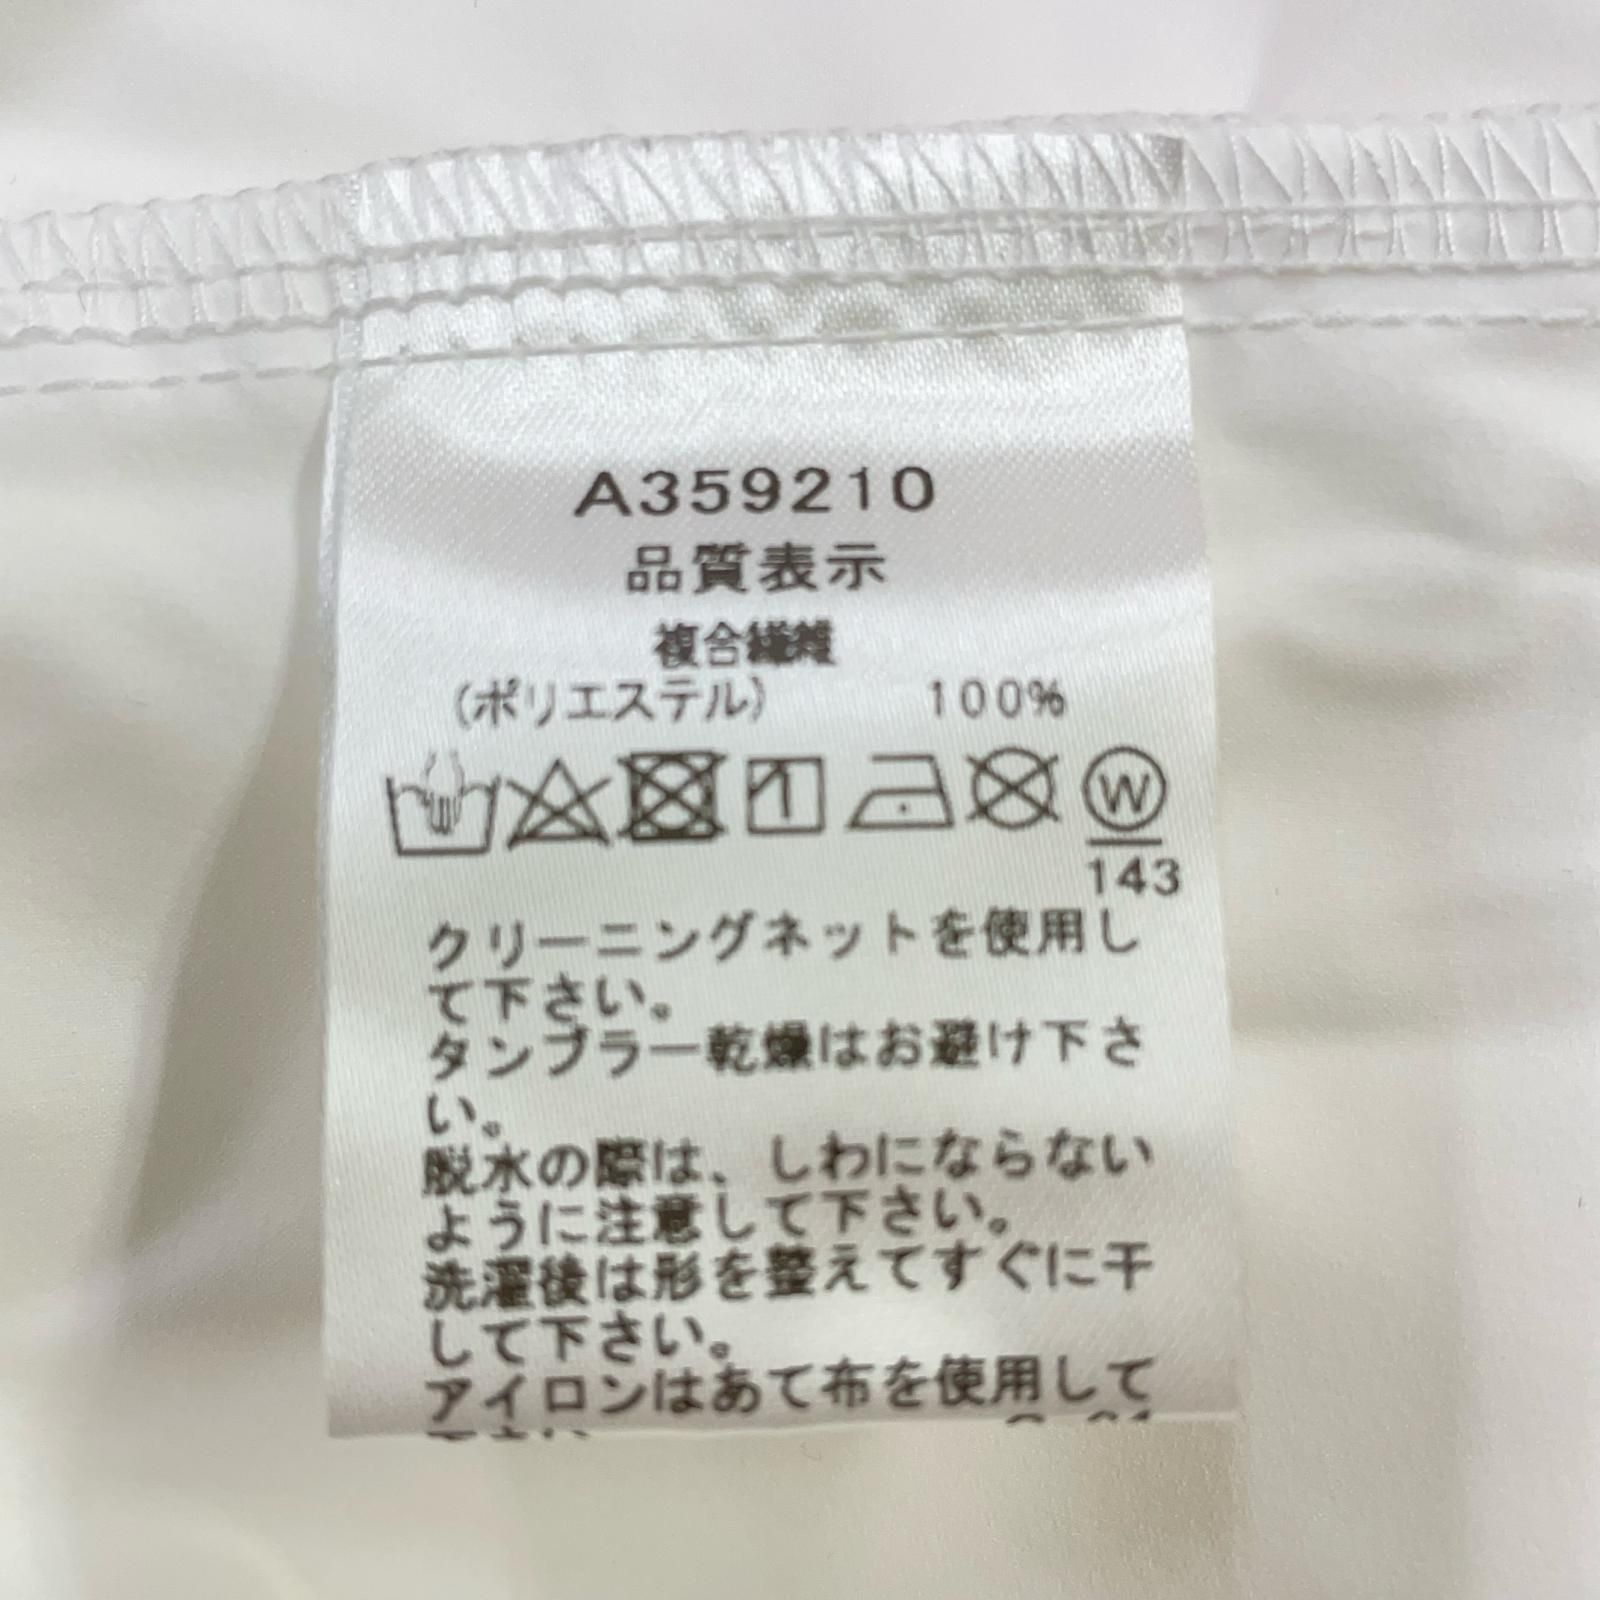 A359210
品質表示
複合繊維
(ポリエステル) 100%
W
143
クリーニングネットを使用し
て下さい。
タンブラー乾燥はお避け下さ
い。
脱水の際は、しわにならない
ように注意して下さい。
洗濯後は形を整えてすぐに干
して下さい。
アイロンはあて布を使用して